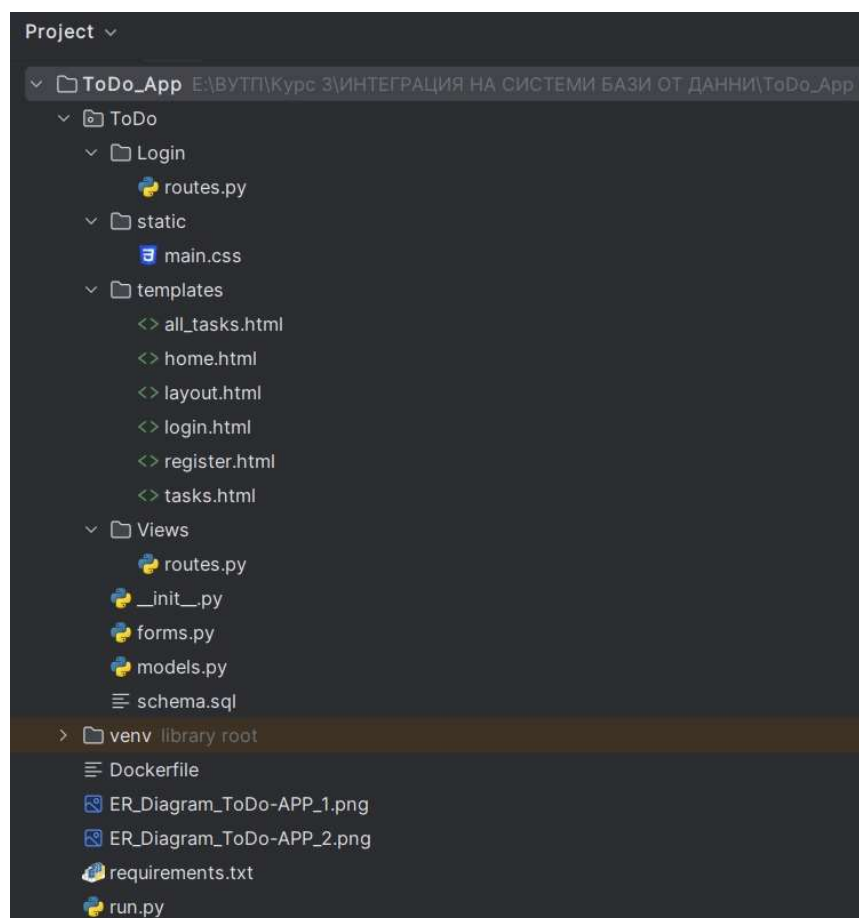 Project
ToDo_App E:\ВУТП\Курс 3\ИНТЕГРАЦИЯ НА СИСТЕМИ БАЗИ ОТ ДАННИ\ToDo_App
ToDo
Login
routes.py
static
main.css
templates
all_tasks.html
home.html
layout.html
login.html
register.html
tasks.html
Views
routes.py
__init__.py
forms.py
models.py
schema.sql
venv library root
Dockerfile
ER_Diagram_ToDo-APP_1.png
ER_Diagram_ToDo-APP_2.png
requirements.txt
run.py